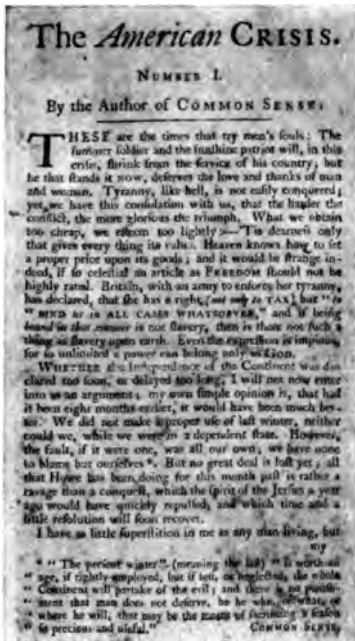 The American CRISIS.
NUMBER I.
By the Author of COMMON SENSE.
THESE are the times that try men's ſouls: The
ſummer ſoldier and the ſunſhine patriot will, in this
criſis, ſhrink from the ſervice of his country; but
he that ſtands it now, deſerves the love and thanks of man
and woman. Tyranny, like hell, is not eaſily conquered;
yet we have this conſolation with us, that the harder the
conflict, the more glorious the triumph. What we obtain
too cheap, we eſteem too lightly:—'Tis dearneſs only
that gives every thing its value. Heaven knows how to ſet
a proper price upon its goods; and it would be ſtrange in-
deed, if ſo celeſtial an article as FREEDOM ſhould not be
highly rated. Britain, with an army to enforce her tyranny,
has declared, that ſhe has a right, (not only to TAX) but "to
" BIND us in ALL CASES WHATSOEVER," and if being
bound in that manner is not ſlavery, then is there not ſuch a
thing as ſlavery upon earth. Even the expreſſion is impious,
for ſo unlimited a power can belong only to GOD.
WHETHER the Independence of the Continent was de-
clared too ſoon, or delayed too long, I will not now enter
into as an argument; my own ſimple opinion is, that had
it been eight months earlier, it would have been much bet-
ter. We did not make a proper uſe of laſt winter, neither
could we, while we were in a dependent ſtate. However,
the fault, if it were one, was all our own; we have none
to blame but ourſelves*. But no great deal is loſt yet; all
that Howe has been doing for this month paſt is rather a
ravage than a conqueſt, which the ſpirit of the Jerſies a year
ago would have quickly repulſed, and which time and a
little reſolution will ſoon recover.
I have as little ſuperſtition in me as any man living, but
my
* " The preſent winter" (meaning the laſt) " is worth an
" age, if rightly employed, but if loſt, or neglected, the whole
" Continent will partake of the evil; and there is no puniſh-
" ment that man does not deſerve, be he who, or what, or
" where he will, that may be the means of ſacrificing a ſeaſon
" ſo precious and uſeful." COMMON SENSE.